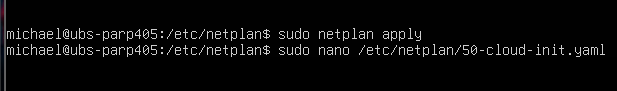 michael@ubs-parp405:/etc/netplan$ sudo netplan apply
michael@ubs-parp405:/etc/netplan$ sudo nano /etc/netplan/50-cloud-init.yaml